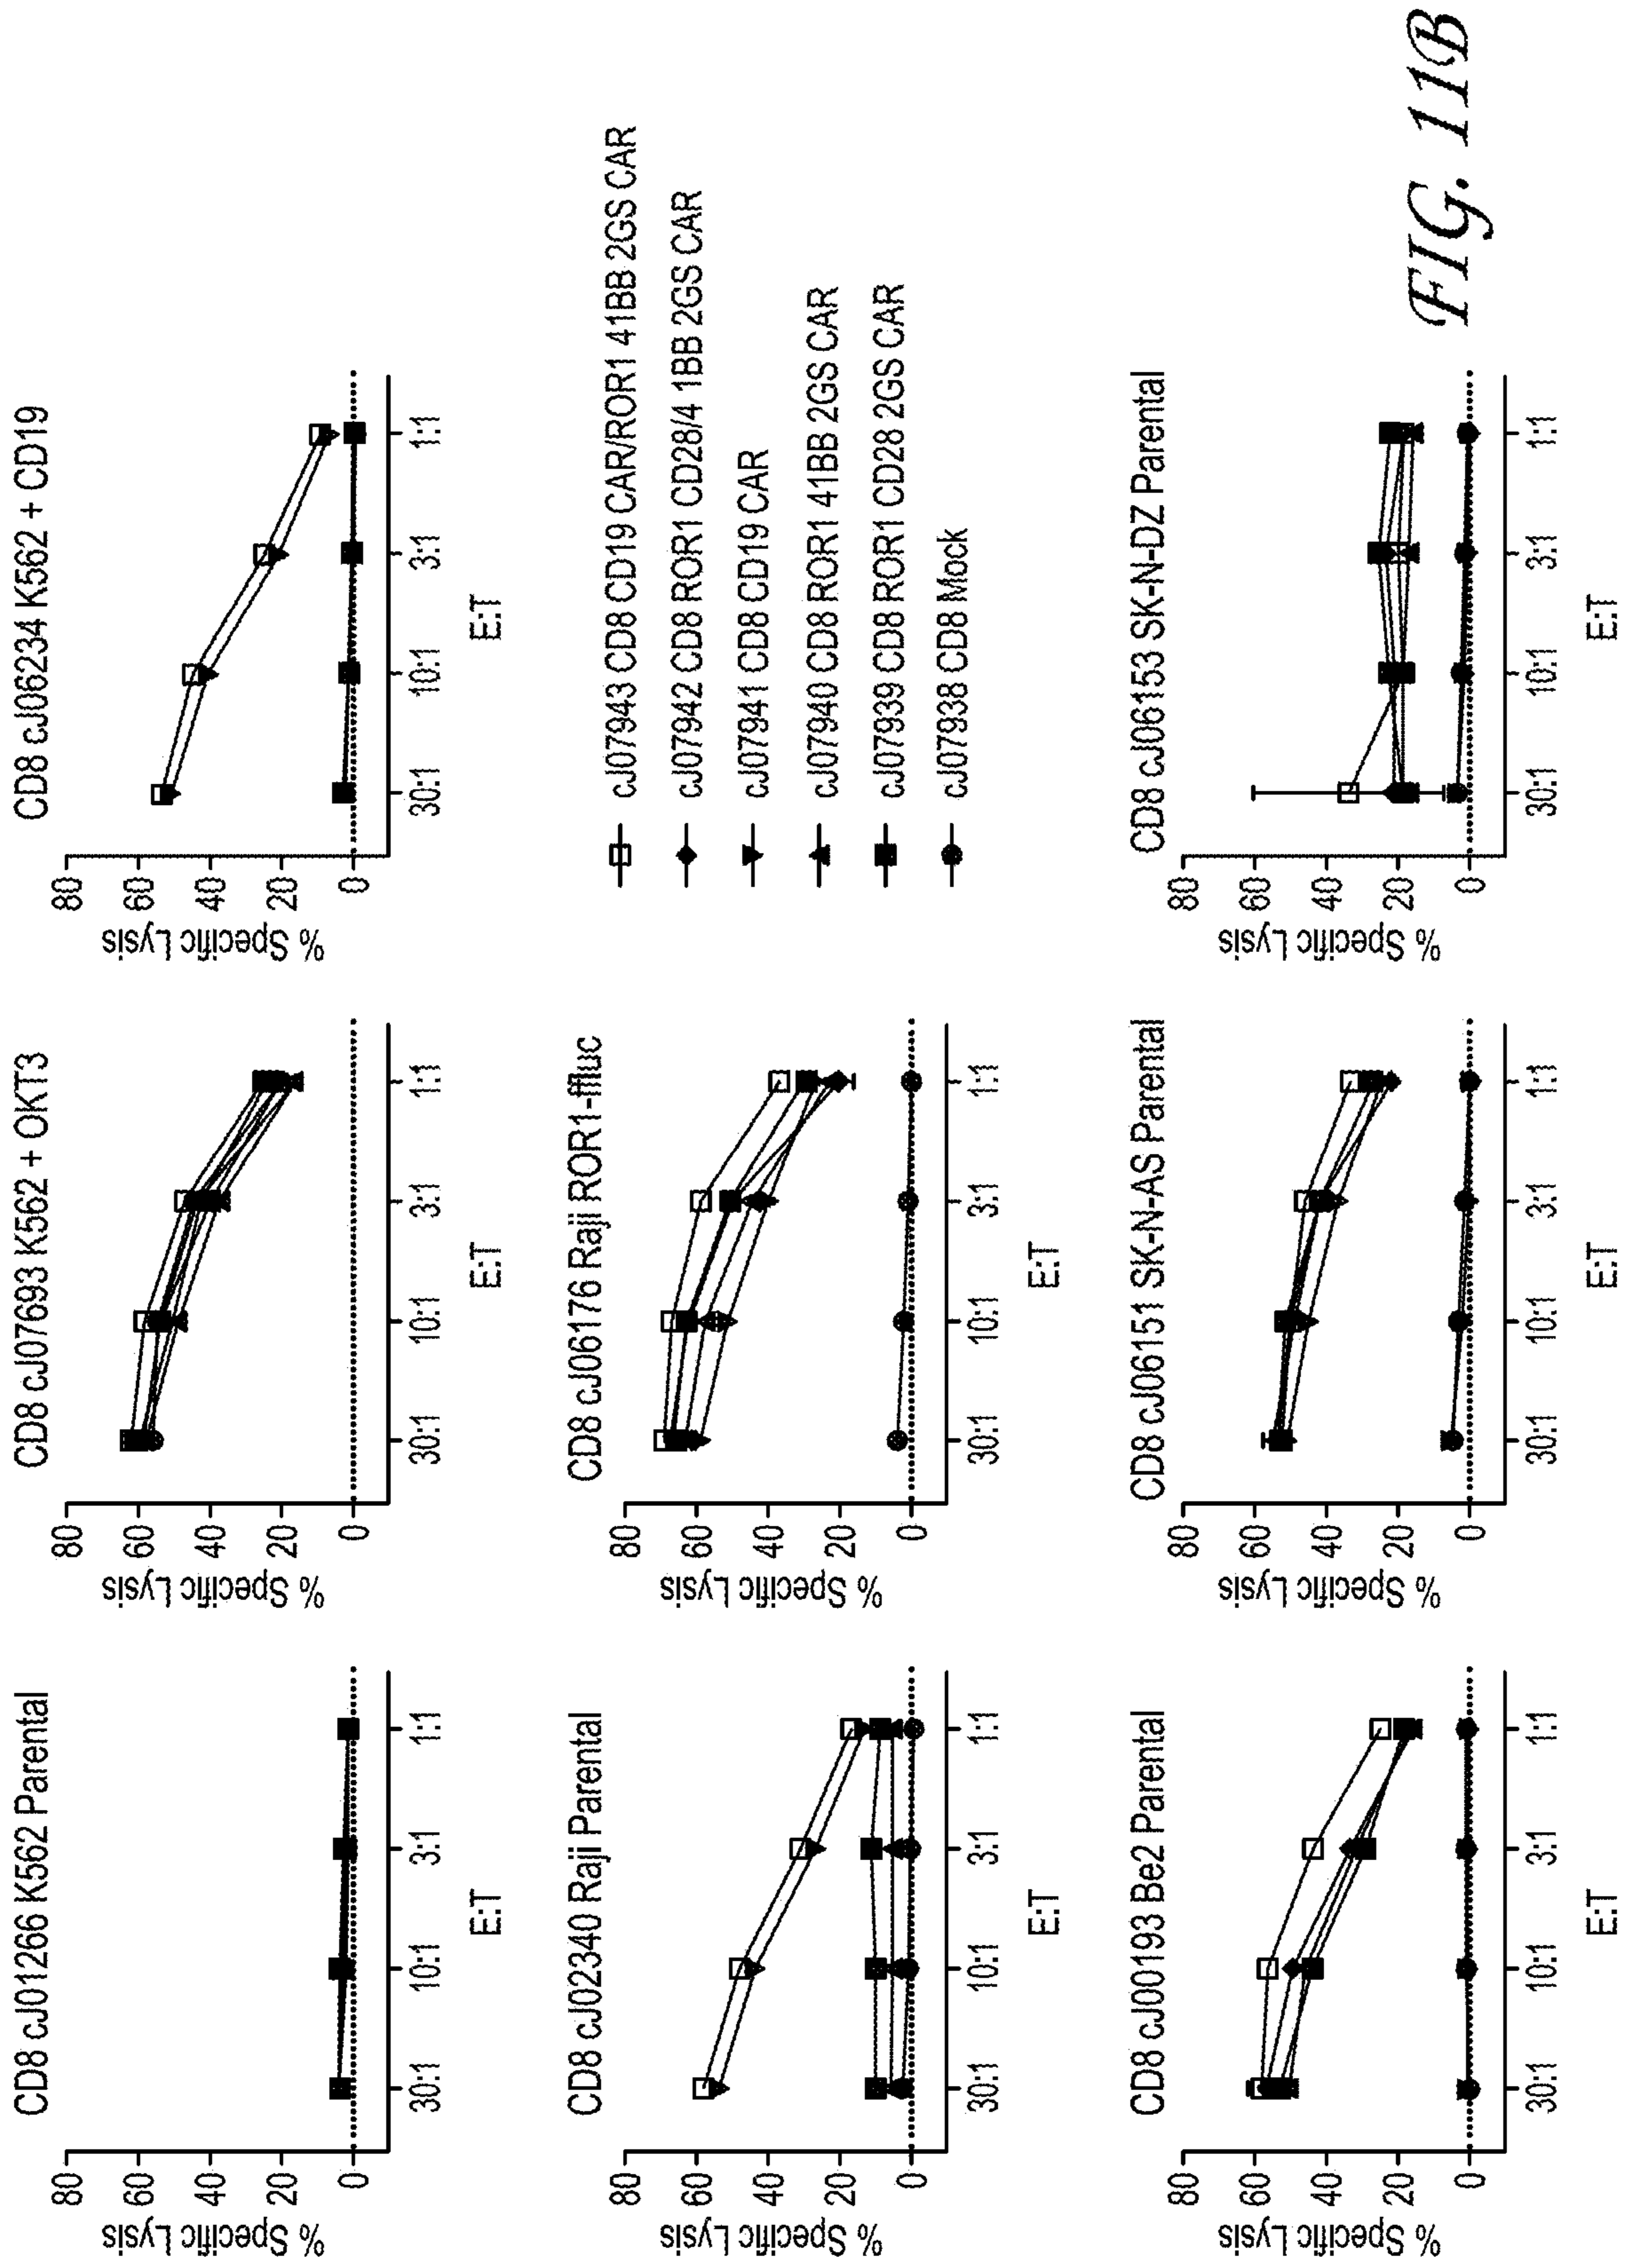 CD8 cJ01266 K562 Parental
% Specific Lysis
80
60
40
20
0
30:1
10:1
3:1
1:1
E:T
CD8 cJ07693 K562 + OKT3
% Specific Lysis
80
60
40
20
0
30:1
10:1
3:1
1:1
E:T
CD8 cJ06234 K562 + CD19
% Specific Lysis
80
60
40
20
0
30:1
10:1
3:1
1:1
E:T
CD8 cJ02340 Raji Parental
% Specific Lysis
80
60
40
20
0
30:1
10:1
3:1
1:1
E:T
CD8 cJ06176 Raji ROR1-ffluc
% Specific Lysis
80
60
40
20
0
30:1
10:1
3:1
1:1
E:T
cJ07943 CD8 CD19 CAR/ROR1 41BB 2GS CAR
cJ07942 CD8 ROR1 CD28/4 1BB 2GS CAR
cJ07941 CD8 CD19 CAR
cJ07940 CD8 ROR1 41BB 2GS CAR
cJ07939 CD8 ROR1 CD28 2GS CAR
cJ07938 CD8 Mock
CD8 cJ00193 Be2 Parental
% Specific Lysis
80
60
40
20
0
30:1
10:1
3:1
1:1
E:T
CD8 cJ06151 SK-N-AS Parental
% Specific Lysis
80
60
40
20
0
30:1
10:1
3:1
1:1
E:T
CD8 cJ06153 SK-N-DZ Parental
% Specific Lysis
80
60
40
20
0
30:1
10:1
3:1
1:1
E:T
FIG. 11B